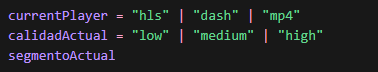 currentPlayer = "hls" | "dash" | "mp4"
calidadActual = "low" | "medium" | "high"
segmentoActual